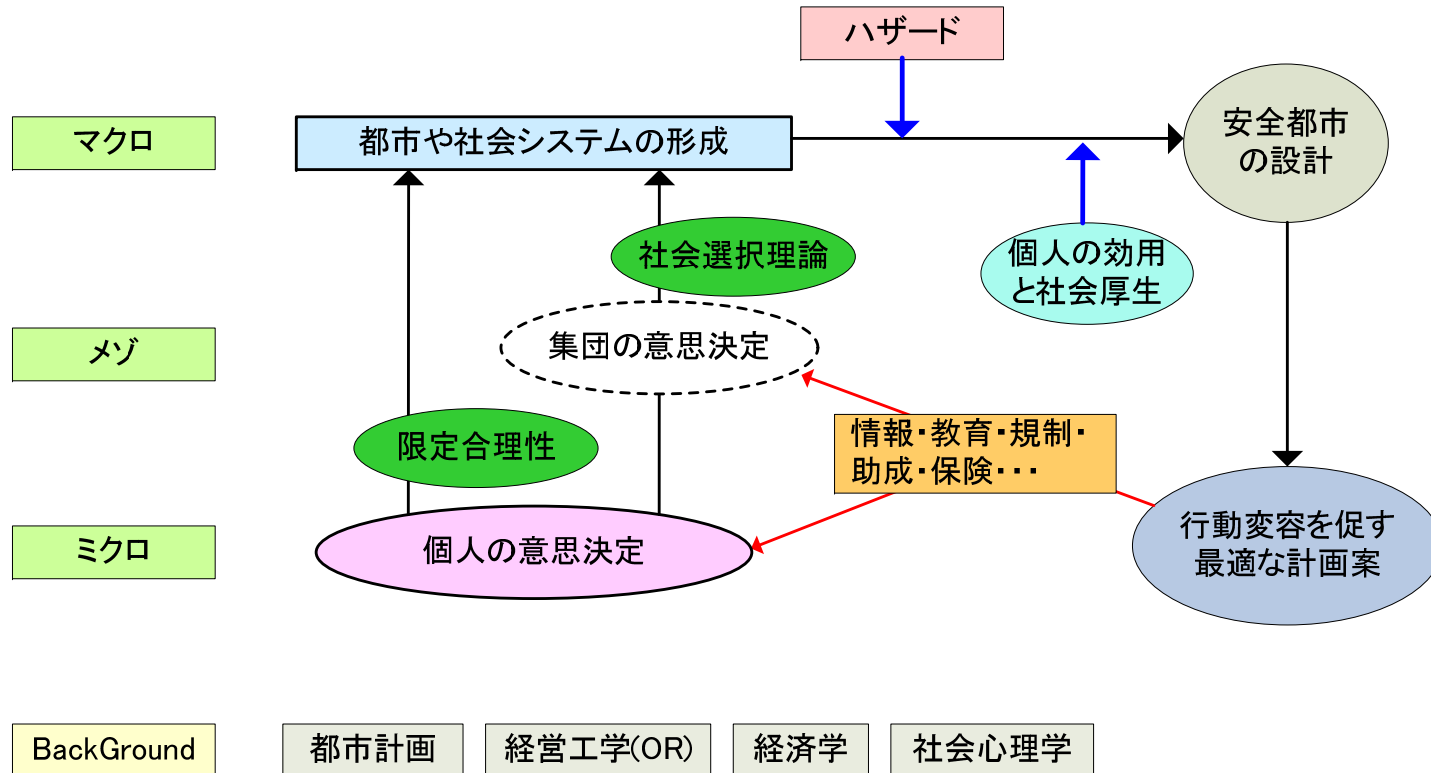 ハザード
マクロ
都市や社会システムの形成
安全都市
の設計
社会選択理論
個人の効用
と社会厚生
メゾ
集団の意思決定
限定合理性
情報・教育・規制・
助成・保険・・・
ミクロ
個人の意思決定
行動変容を促す
最適な計画案
BackGround
都市計画
経営工学(OR)
経済学
社会心理学